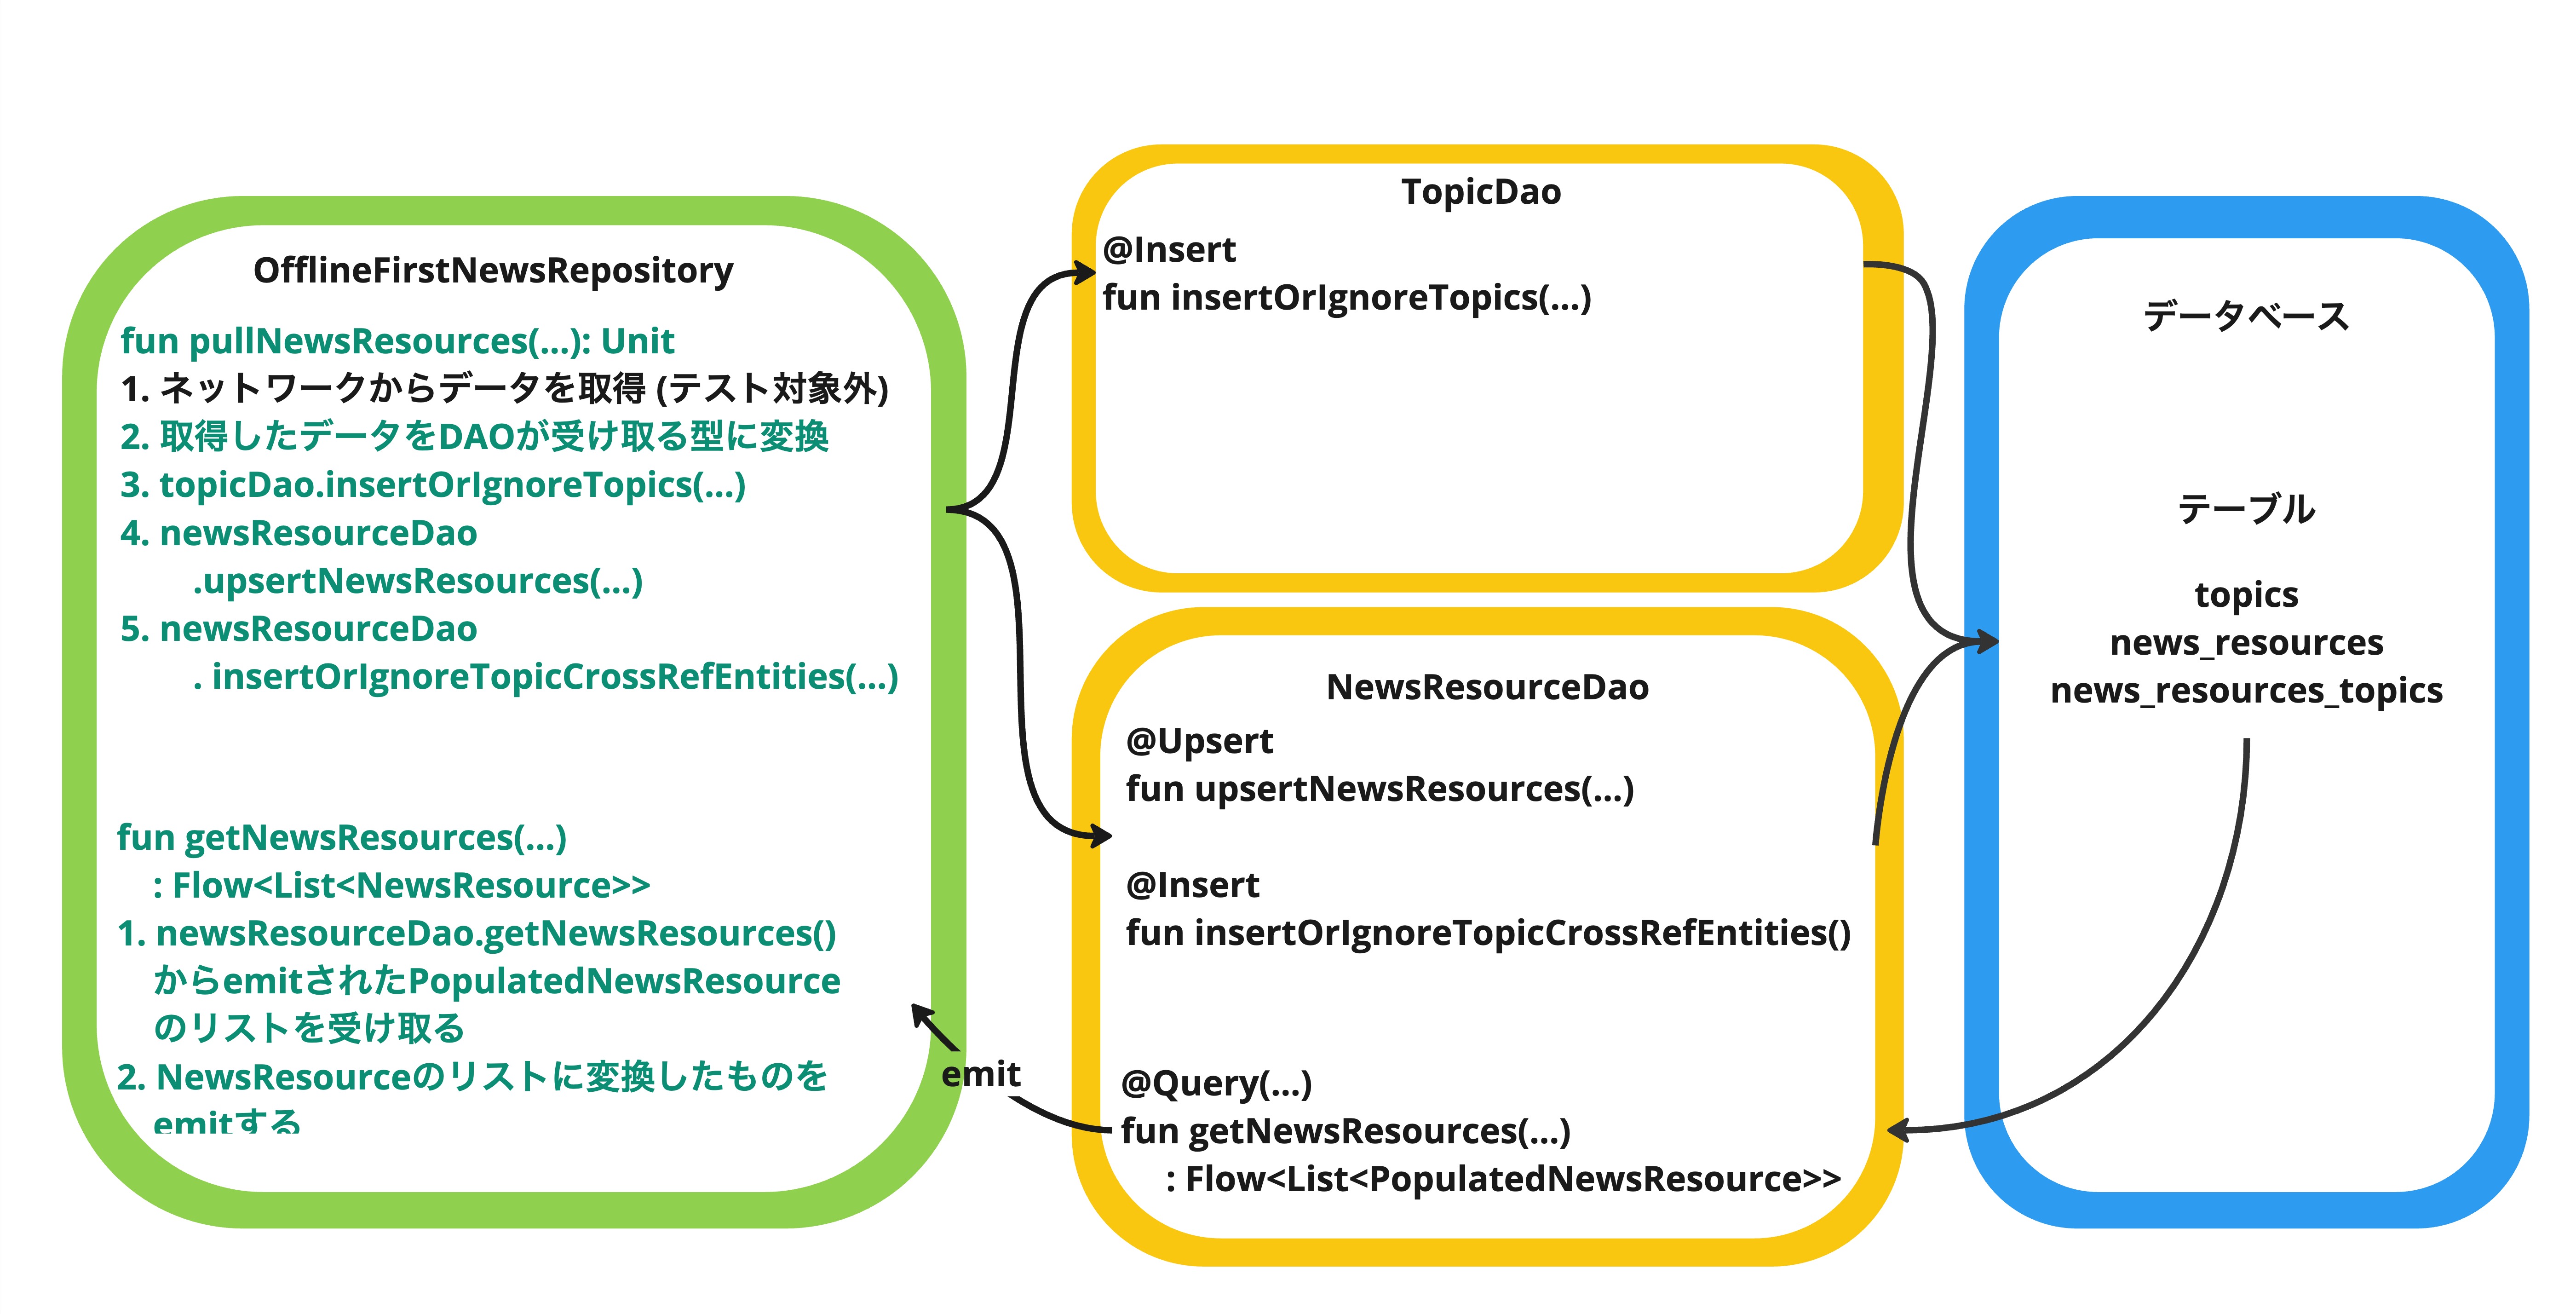 OfflineFirstNewsRepository
fun pullNewsResources(...): Unit
1. ネットワークからデータを取得 (テスト対象外)
2. 取得したデータをDAOが受け取る型に変換
3. topicDao.insertOrIgnoreTopics(...)
4. newsResourceDao
.upsertNewsResources(...)
5. newsResourceDao
. insertOrIgnoreTopicCrossRefEntities(...)
fun getNewsResources(...)
: Flow<List<NewsResource>>
1. newsResourceDao.getNewsResources()
からemitされたPopulatedNewsResource
のリストを受け取る
2. NewsResourceのリストに変換したものを
emitする
emit
TopicDao
@Insert
fun insertOrIgnoreTopics(...)
NewsResourceDao
@Upsert
fun upsertNewsResources(...)
@Insert
fun insertOrIgnoreTopicCrossRefEntities()
@Query(...)
fun getNewsResources(...)
: Flow<List<PopulatedNewsResource>>
データベース
テーブル
topics
news_resources
news_resources_topics